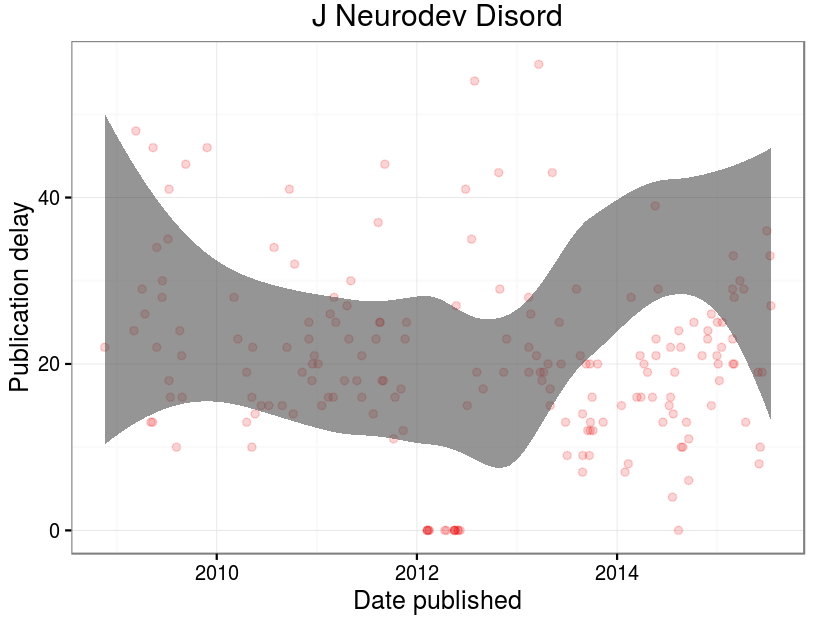 J Neurodev Disord
Publication delay
40
20
0
2010 2012 2014
Date published